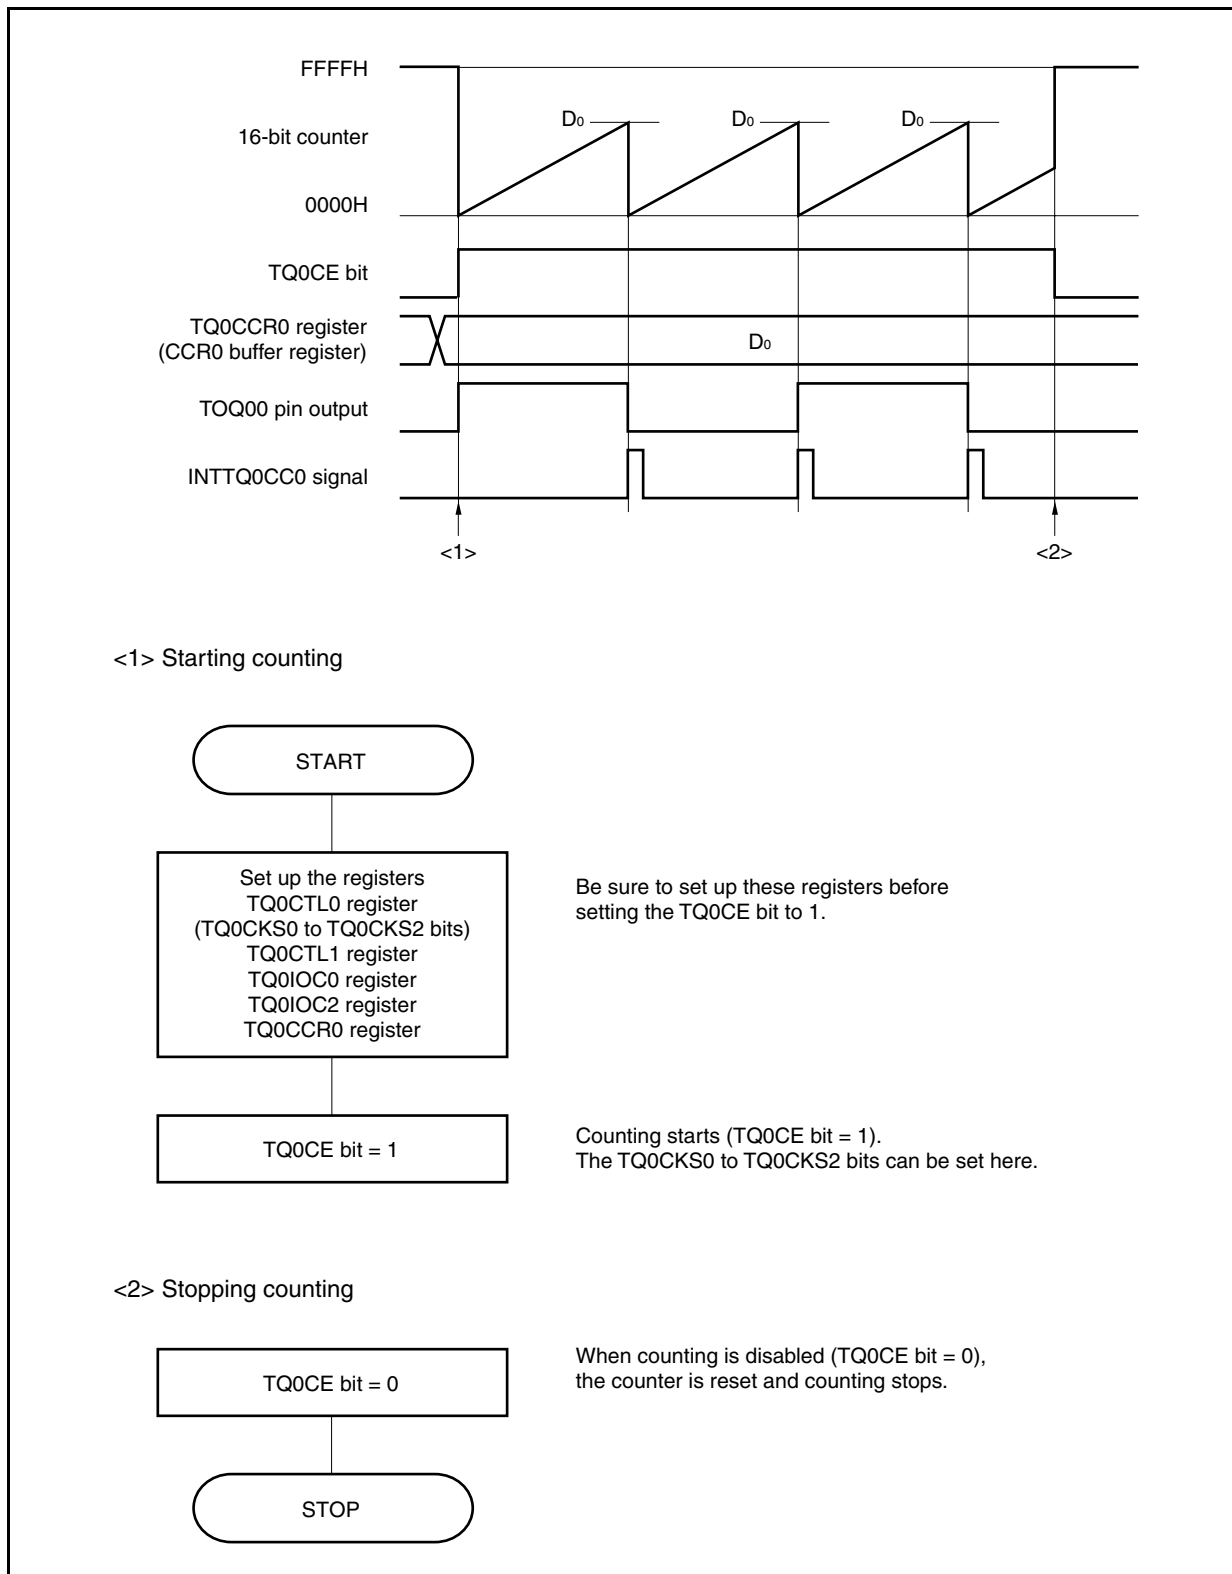 FFFFH
D0 D0 D0
16-bit counter
0000H
TQ0CE bit
TQ0CCR0 register
(CCR0 buffer register)
D0
TOQ00 pin output
INTTQ0CC0 signal
<1> <2>
<1> Starting counting
START
Set up the registers
TQ0CTL0 register
(TQ0CKS0 to TQ0CKS2 bits)
TQ0CTL1 register
TQ0IOC0 register
TQ0IOC2 register
TQ0CCR0 register
Be sure to set up these registers before
setting the TQ0CE bit to 1.
TQ0CE bit = 1
Counting starts (TQ0CE bit = 1).
The TQ0CKS0 to TQ0CKS2 bits can be set here.
<2> Stopping counting
TQ0CE bit = 0
When counting is disabled (TQ0CE bit = 0),
the counter is reset and counting stops.
STOP